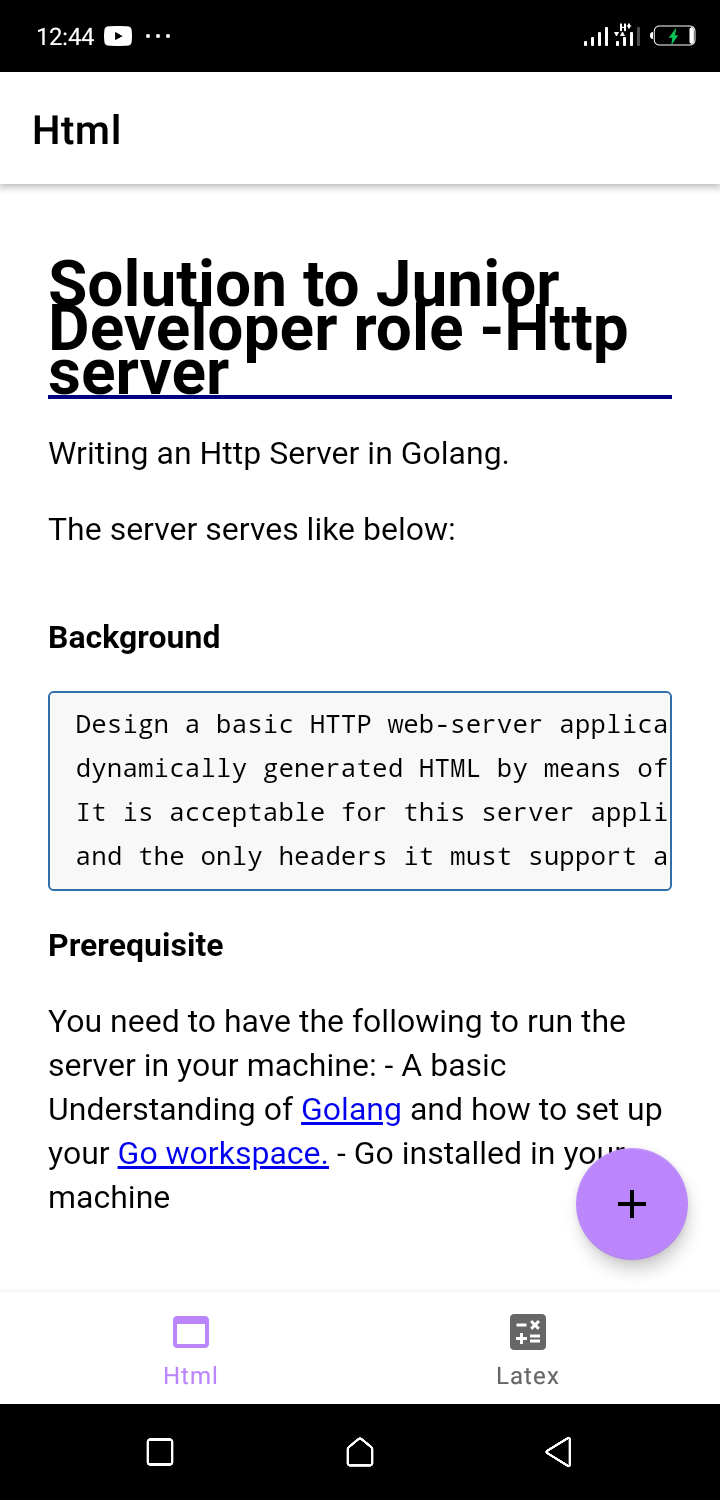 12:44
Html
Solution to Junior
Developer role -Http
server
Writing an Http Server in Golang.
The server serves like below:
Background
Design a basic HTTP web-server applica
dynamically generated HTML by means of
It is acceptable for this server appli
and the only headers it must support a
Prerequisite
You need to have the following to run the
server in your machine: - A basic
Understanding of Golang and how to set up
your Go workspace. - Go installed in your
machine
Html
Latex